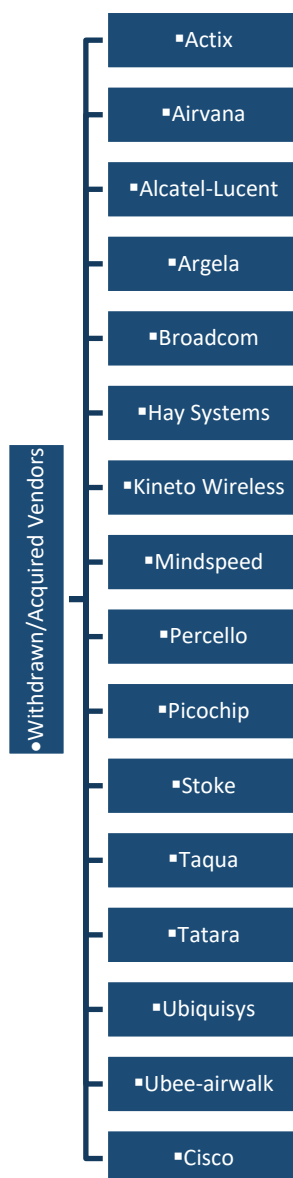 •Withdrawn/Acquired Vendors
▪Actix
▪Airvana
▪Alcatel-Lucent
▪Argela
▪Broadcom
▪Hay Systems
▪Kineto Wireless
▪Mindspeed
▪Percello
▪Picochip
▪Stoke
▪Taqua
▪Tatara
▪Ubiquisys
▪Ubee-airwalk
▪Cisco